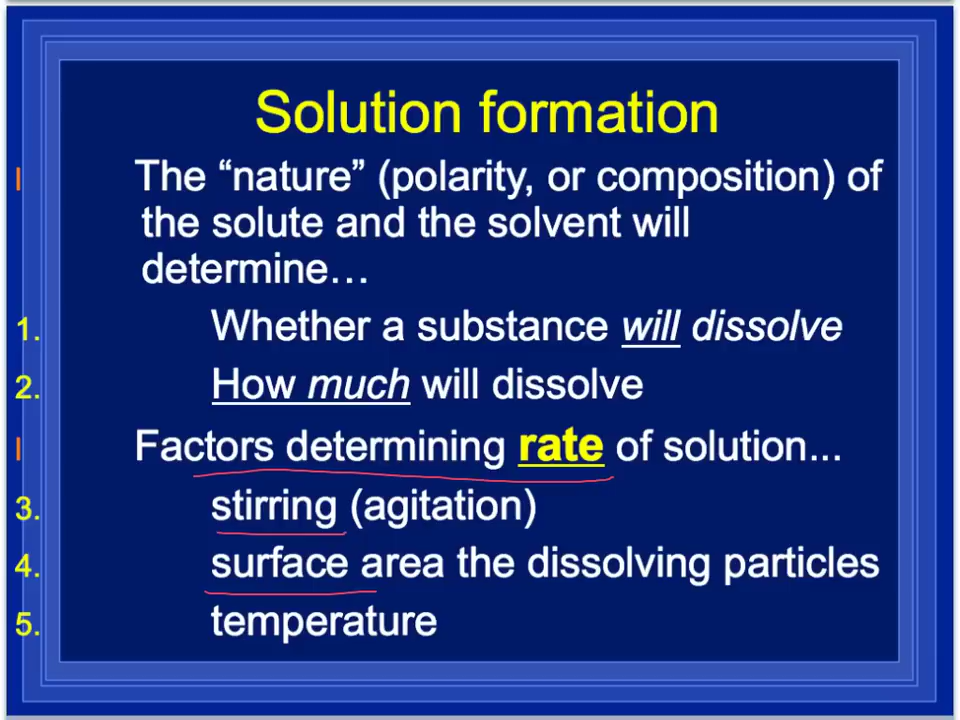 Solution formation
l The “nature” (polarity, or composition) of
the solute and the solvent will
determine…
1. Whether a substance will dissolve
2. How much will dissolve
l Factors determining rate of solution...
3. stirring (agitation)
4. surface area the dissolving particles
5. temperature